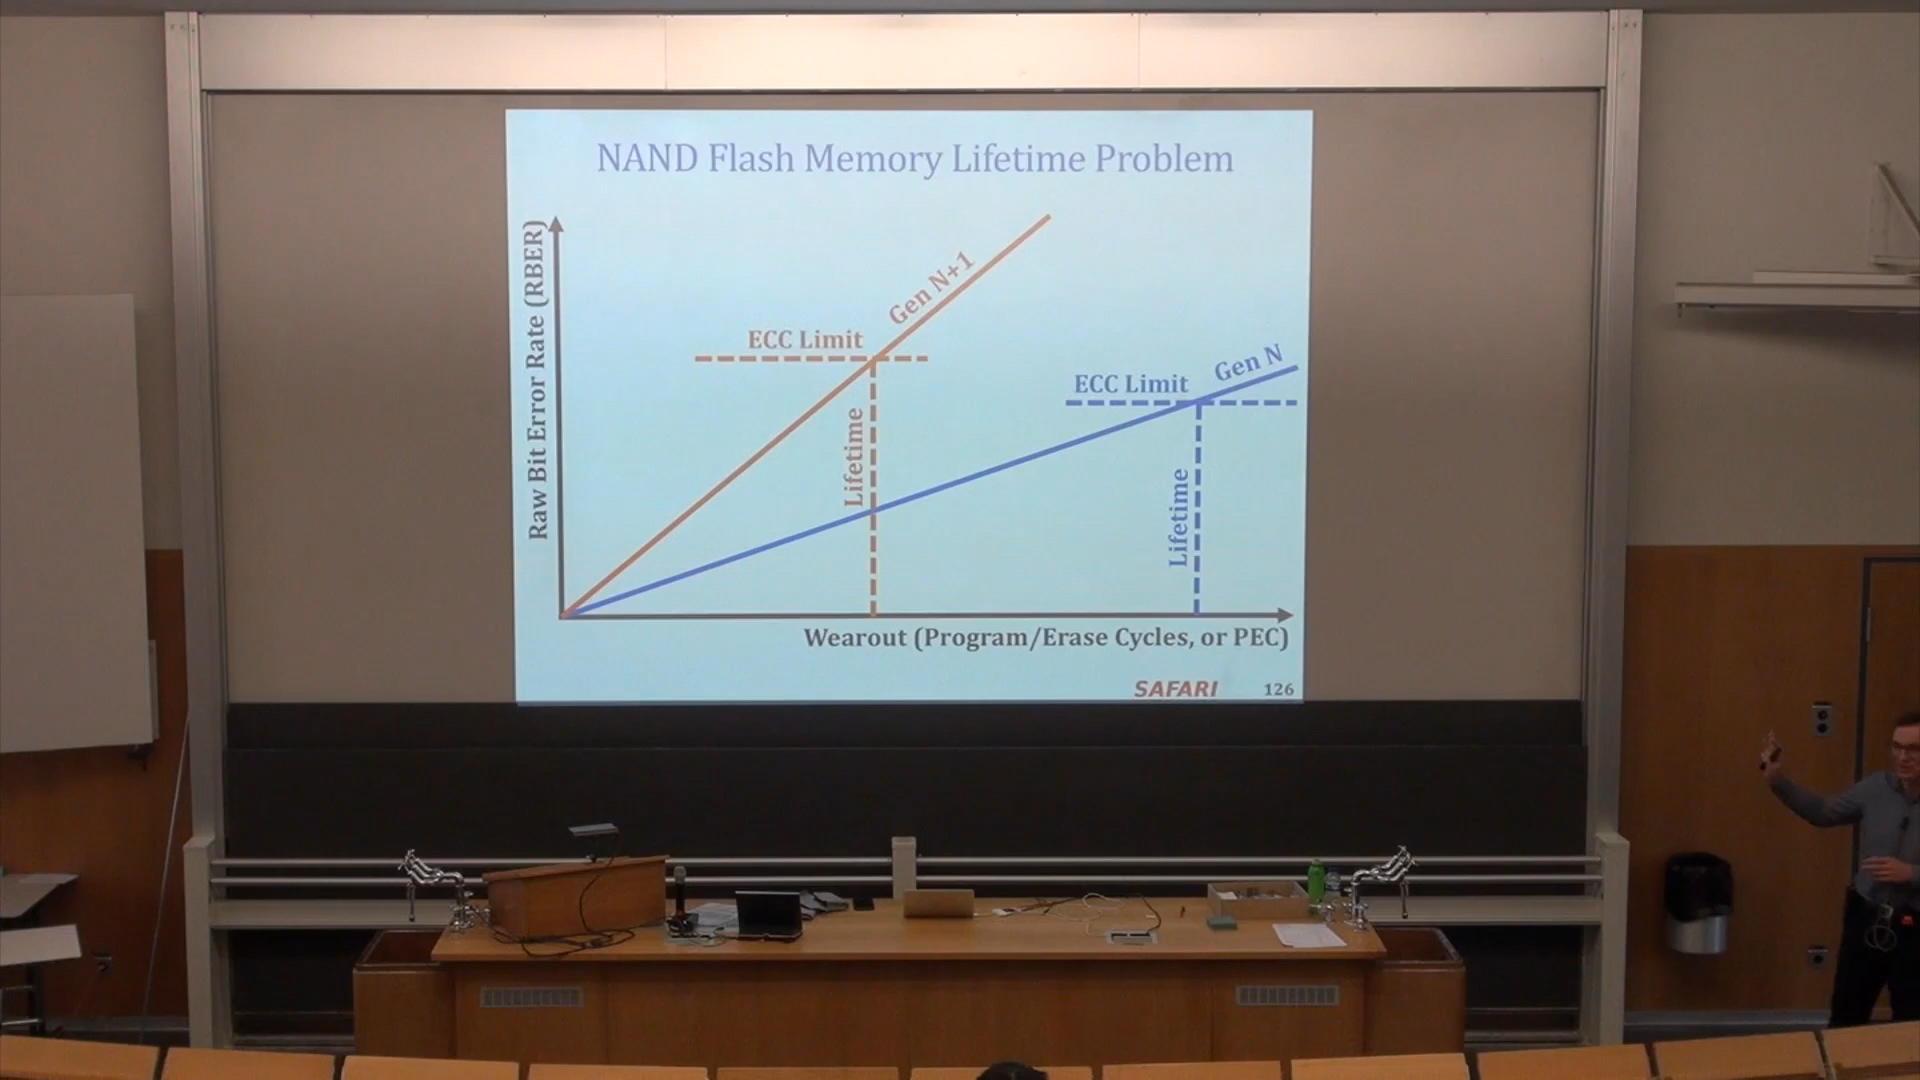 NAND Flash Memory Lifetime Problem
Raw Bit Error Rate (RBER)
Gen N+1
ECC Limit
Lifetime
Gen N
ECC Limit
Lifetime
Wearout (Program/Erase Cycles, or PEC)
SAFARI
126